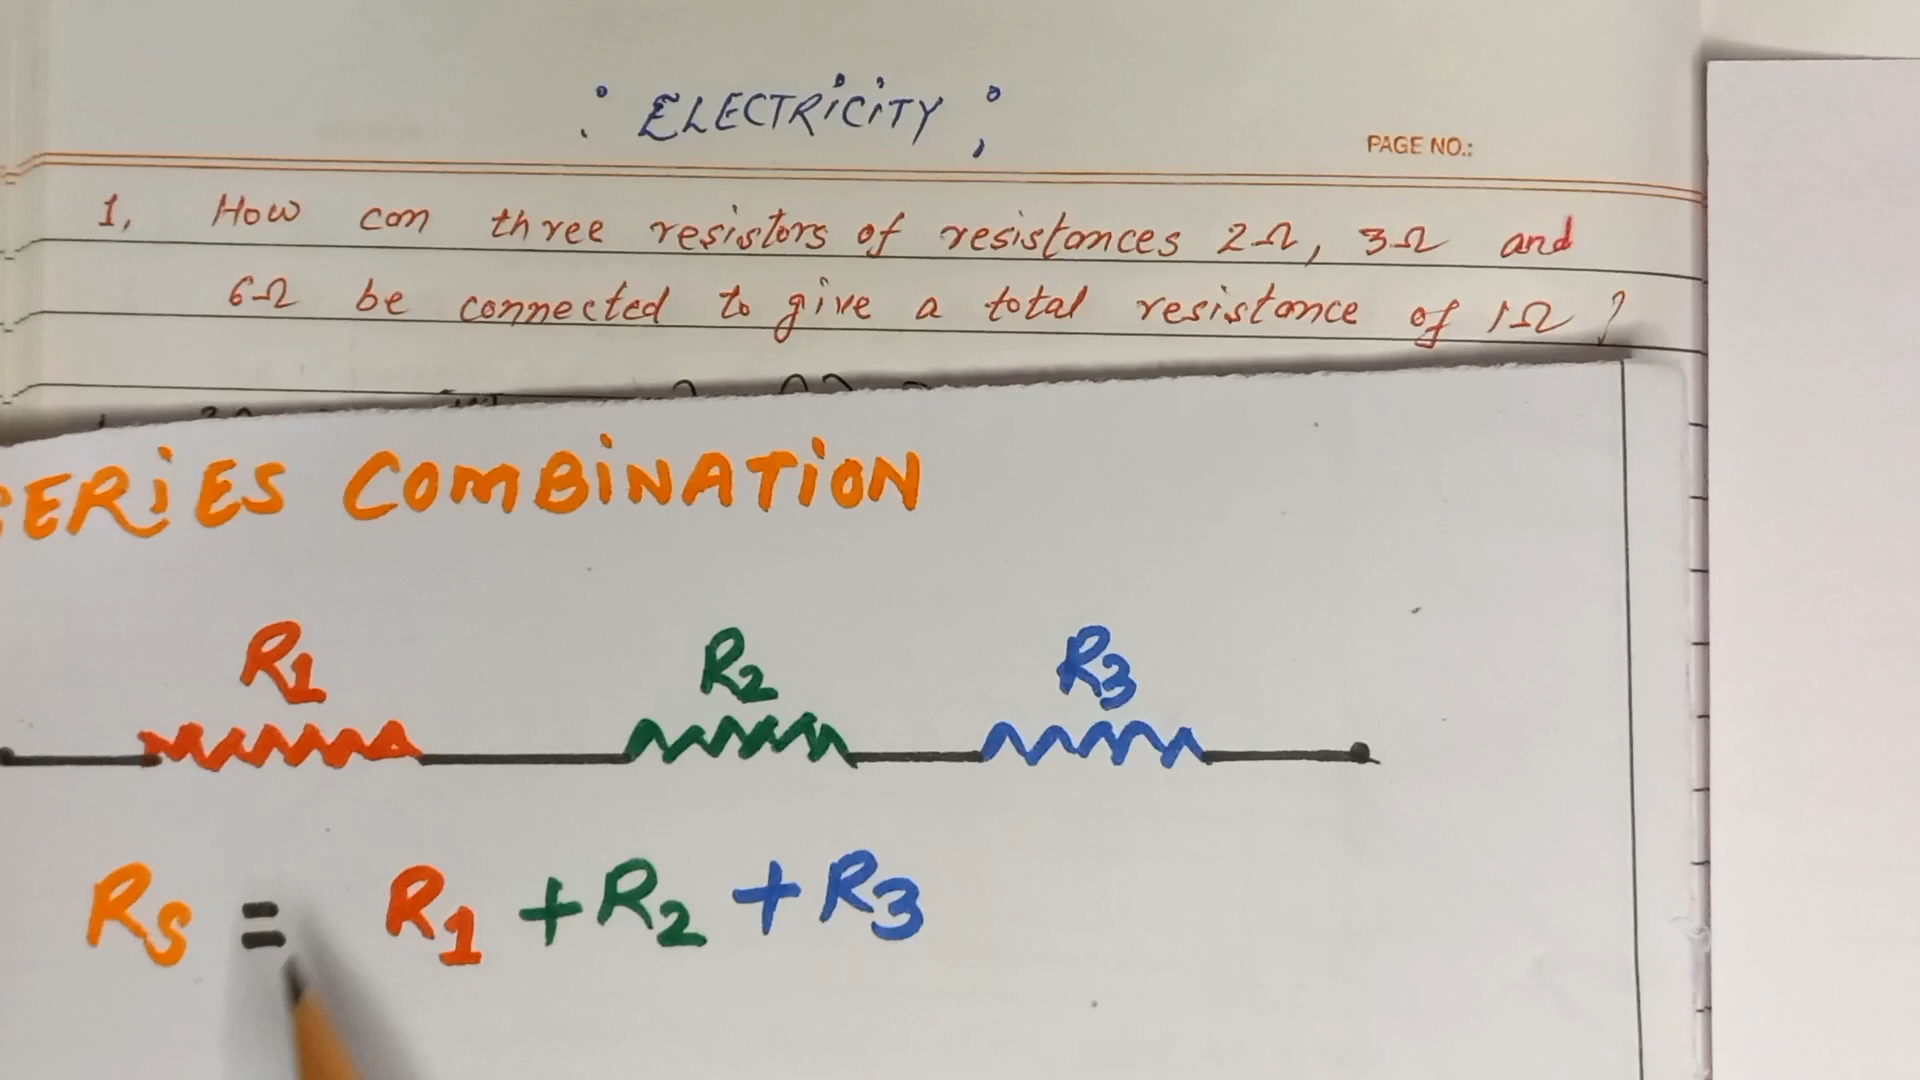 : ELECTRICITY ;
PAGE NO.:
1, How can three resistors of resistances 2Ω, 3Ω and
6Ω be connected to give a total resistance of 1Ω ?
SERIES COMBINATION
R1 R2 R3
RS = R1 + R2 + R3